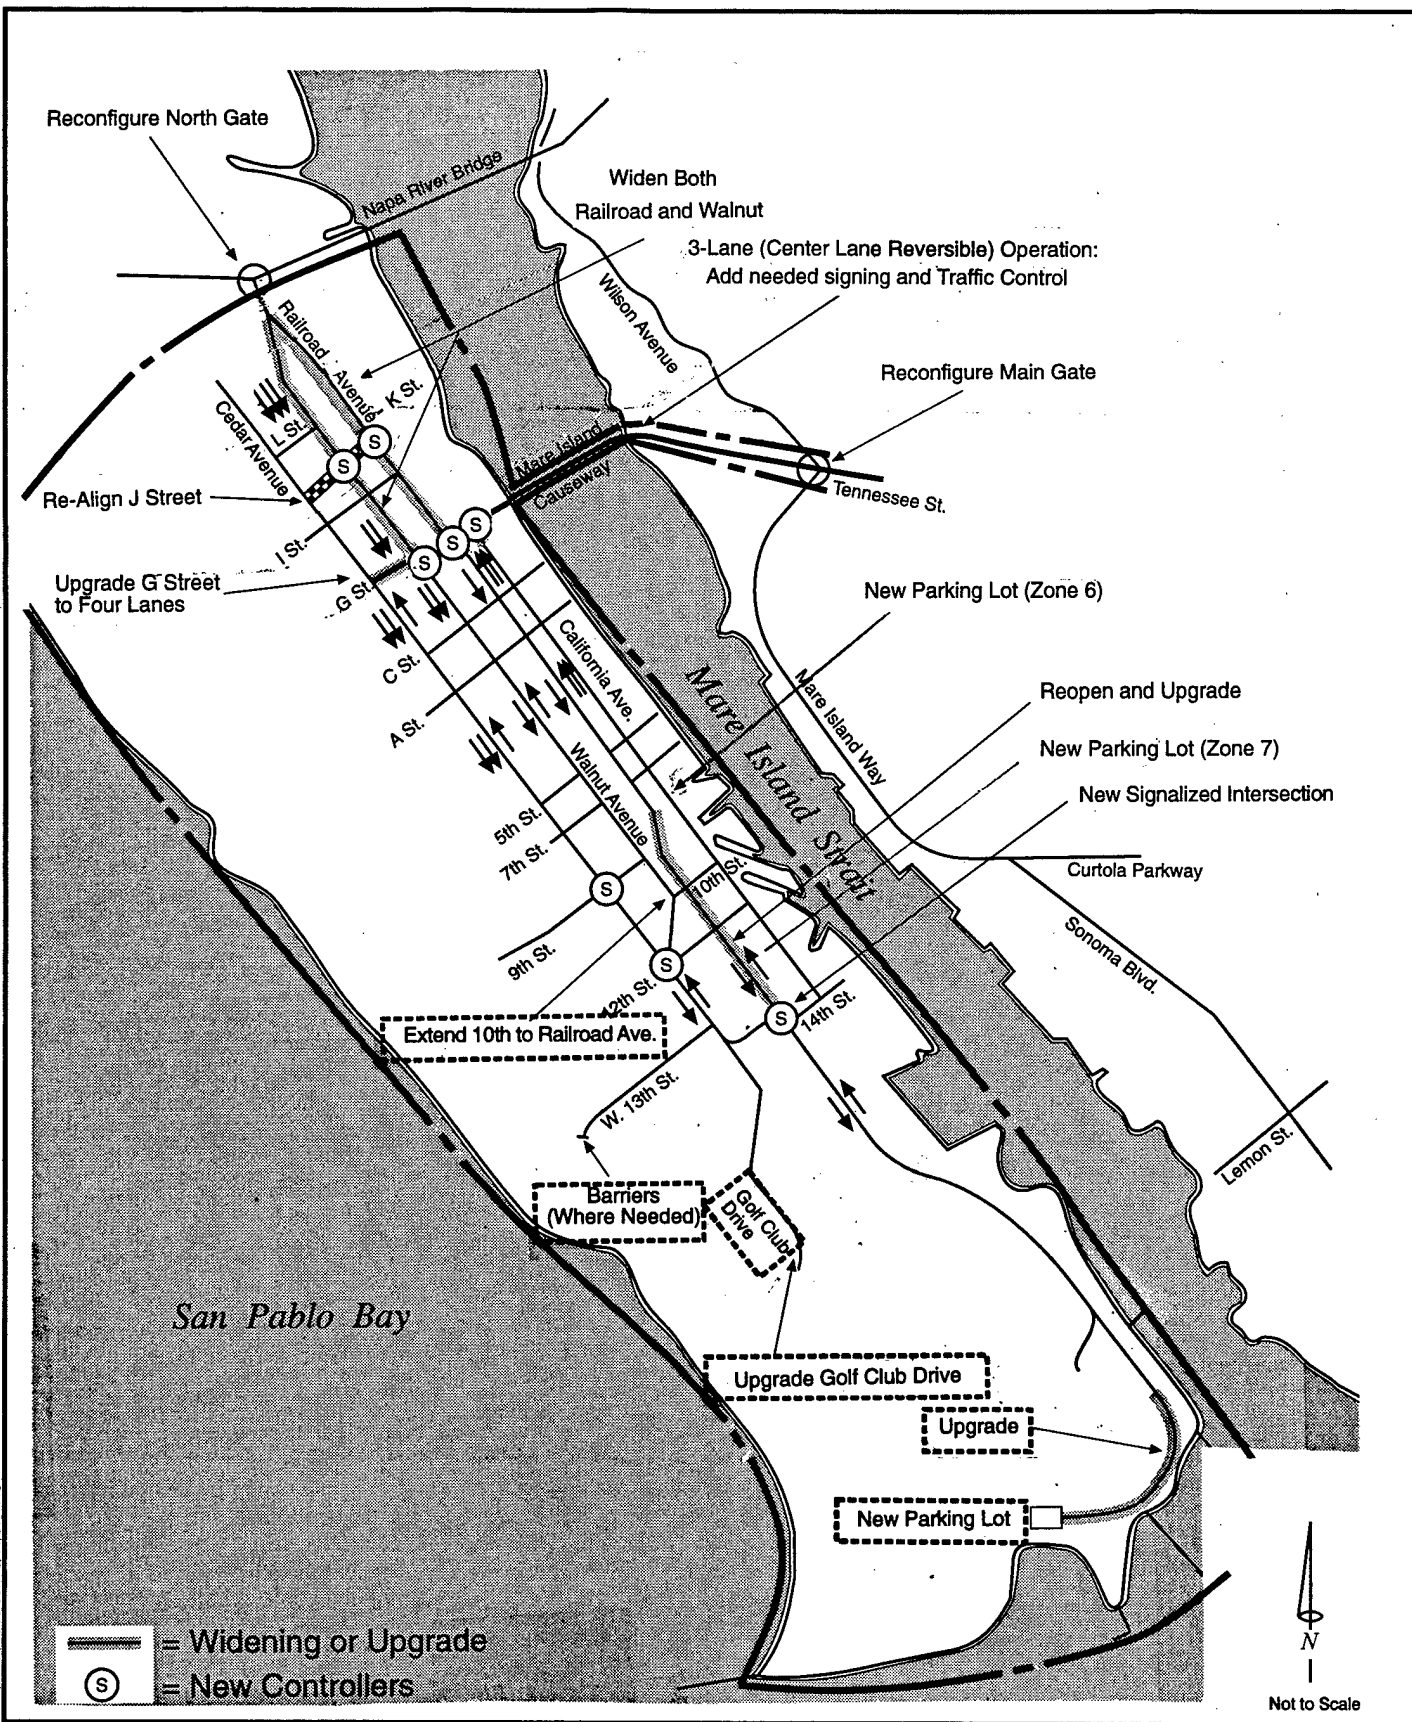 Reconfigure North Gate
Napa River Bridge
Widen Both
Railroad and Walnut
3-Lane (Center Lane Reversible) Operation:
Add needed signing and Traffic Control
Wilson Avenue
Railroad
Avenue
K St.
Reconfigure Main Gate
Cedar Avenue
L St.
Mare Island
Causeway
Tennessee St.
Re-Align J Street
S
S
S
S
S
I St.
Upgrade G Street
to Four Lanes
G St.
New Parking Lot (Zone 6)
C St.
California Ave.
A St.
Mare Island Strait
Mare Island Way
Reopen and Upgrade
New Parking Lot (Zone 7)
New Signalized Intersection
Walnut Avenue
5th St.
7th St.
Curtola Parkway
10th St.
S
9th St.
Sonoma Blvd.
S
12th St.
S
14th St.
Extend 10th to Railroad Ave.
W. 13th St.
Lemon St.
Barriers
(Where Needed)
Golf Club
Drive
San Pablo Bay
Upgrade Golf Club Drive
Upgrade
New Parking Lot
= Widening or Upgrade
S = New Controllers
N
Not to Scale